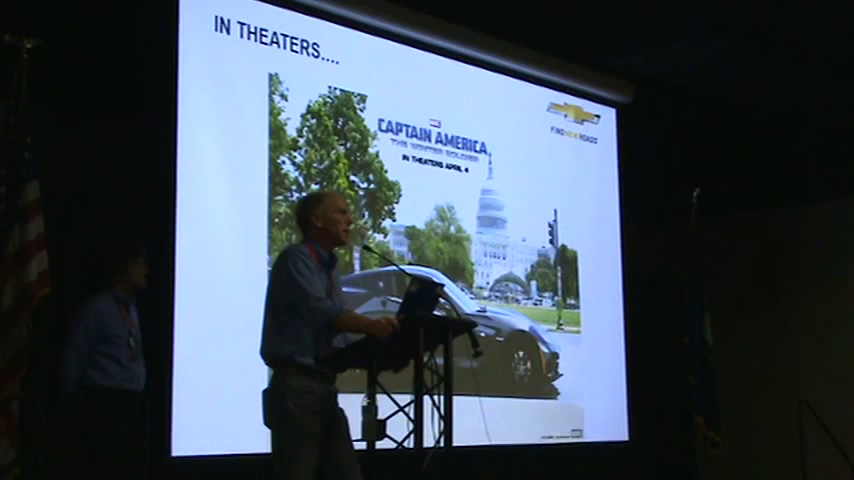 IN THEATERS....
CAPTAIN AMERICA
THE WINTER SOLDIER
IN THEATERS APRIL 4
FIND NEW ROADS